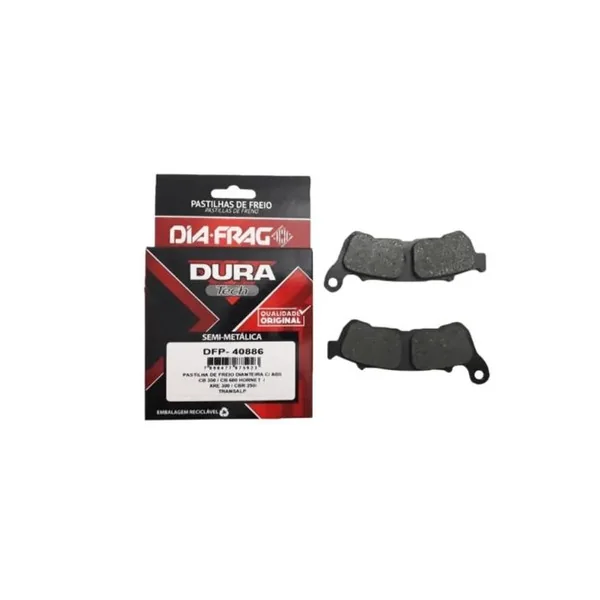 PASTILHAS DE FREIO
PASTILLAS DE FRENO
DIA-FRAG
DURA
Tech
QUALIDADE
ORIGINAL
SEMI-METÁLICA
DFP- 40886
PASTILHA DE FREIO DIANTEIRA C/ ABS
CB 300 / CB 600 HORNET /
XRE 300 / CBR 250/
TRANSALP
EMBALAGEM RECICLÁVEL